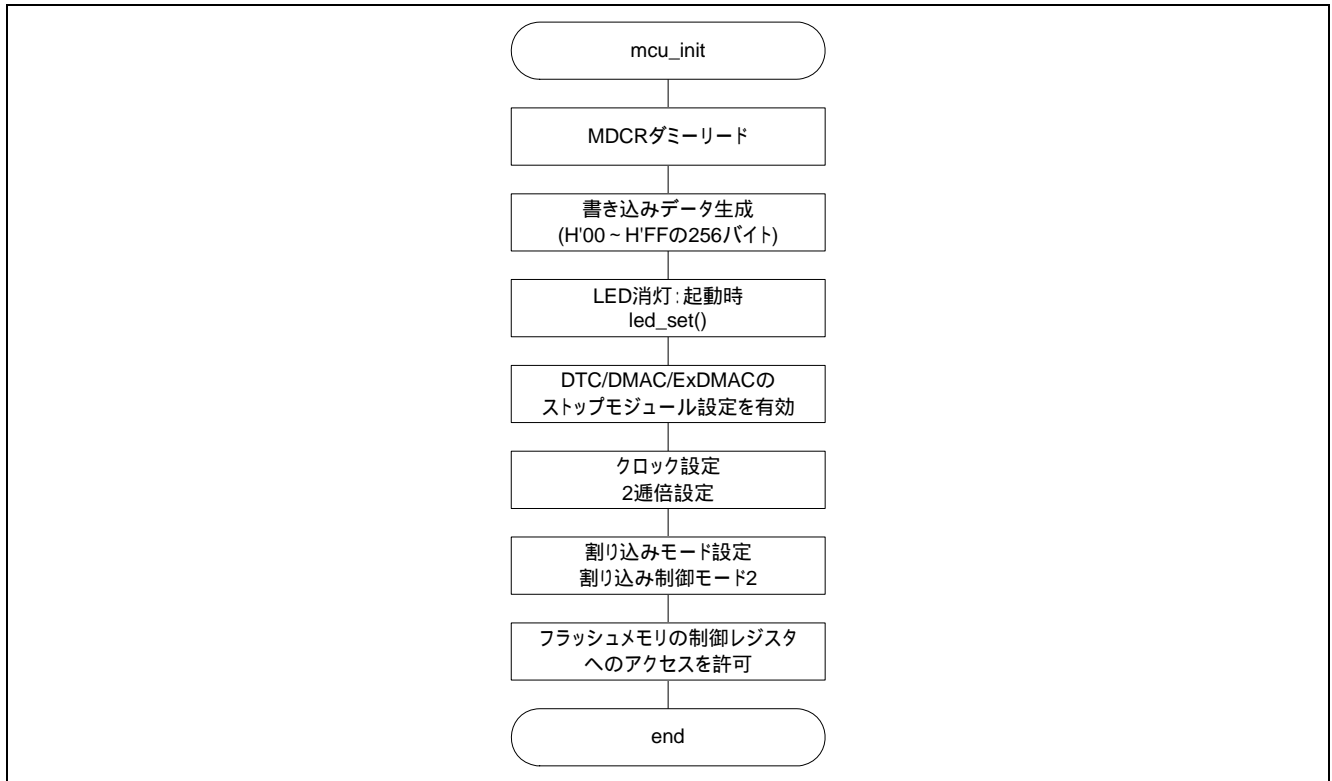 mcu_init
MDCRダミーリード
書き込みデータ生成
(H'00 ~ H'FFの256バイト)
LED消灯:起動時
led_set()
DTC/DMAC/ExDMACの
ストップモジュール設定を有効
クロック設定
2逓倍設定
割り込みモード設定
割り込み制御モード2
フラッシュメモリの制御レジスタ
へのアクセスを許可
end